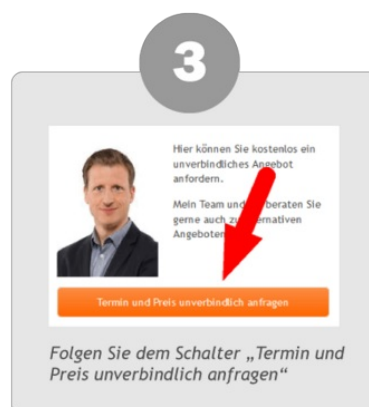 3
Hier können Sie kostenlos ein
unverbindliches Angebot
anfordern.
Mein Team und beraten Sie
gerne auch zu
Angeboten
Termin und Preis unverbindlich anfragen
Folgen Sie dem Schalter „Termin und
Preis unverbindlich anfragen“